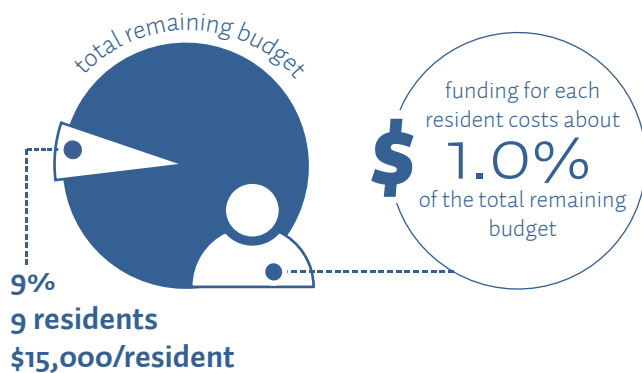 total remaining budget
funding for each
resident costs about
$ 1.0%
of the total remaining
budget
9%
9 residents
$15,000/resident